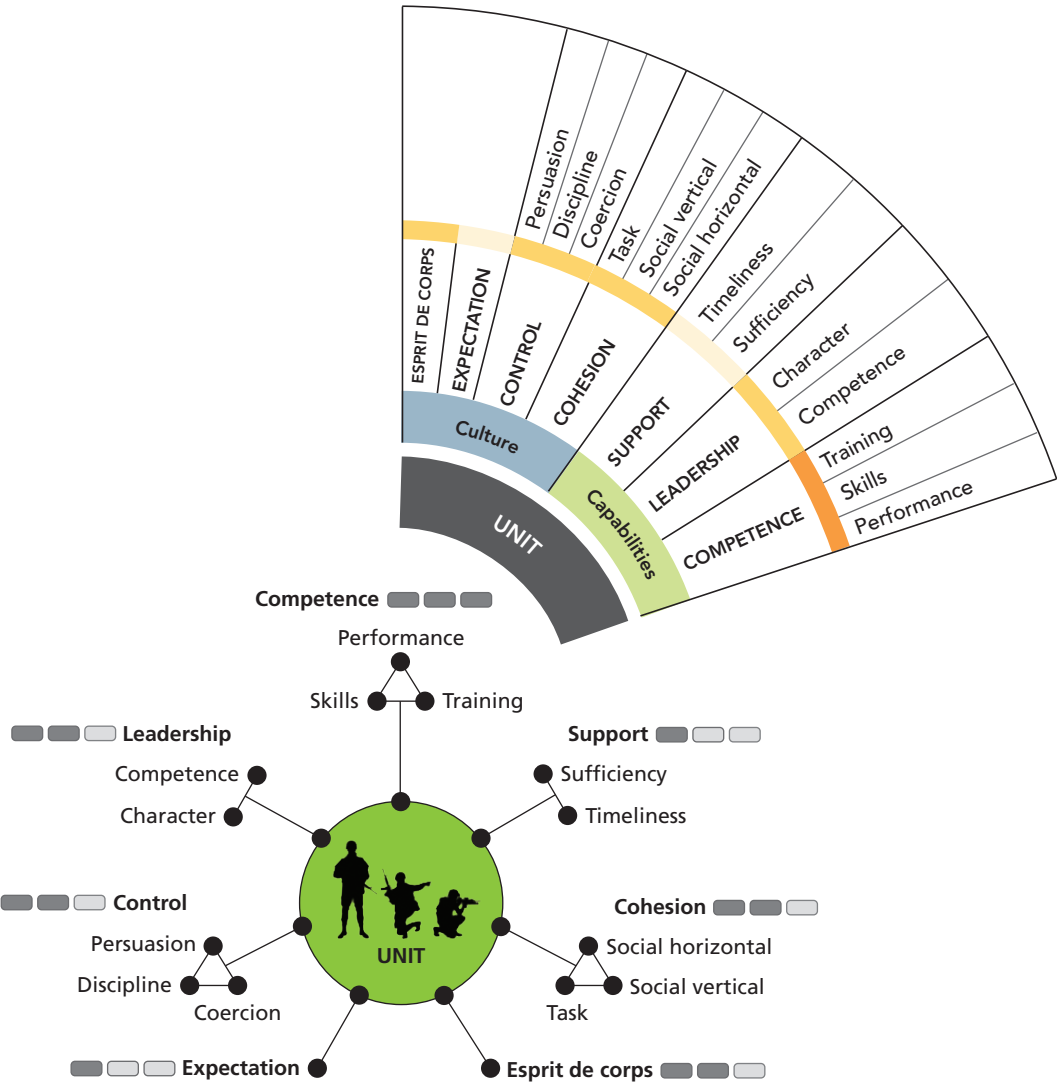 Persuasion
Discipline
Coercion
Task
Social vertical
Social horizontal
Timeliness
Sufficiency
Character
Competence
Training
Skills
Performance
ESPRIT DE CORPS
EXPECTATION
CONTROL
COHESION
SUPPORT
LEADERSHIP
COMPETENCE
Culture
Capabilities
UNIT
Competence
Performance
Skills
Training
Leadership
Competence
Character
Support
Sufficiency
Timeliness
Control
Persuasion
Discipline
Coercion
UNIT
Cohesion
Social horizontal
Social vertical
Task
Expectation
Esprit de corps